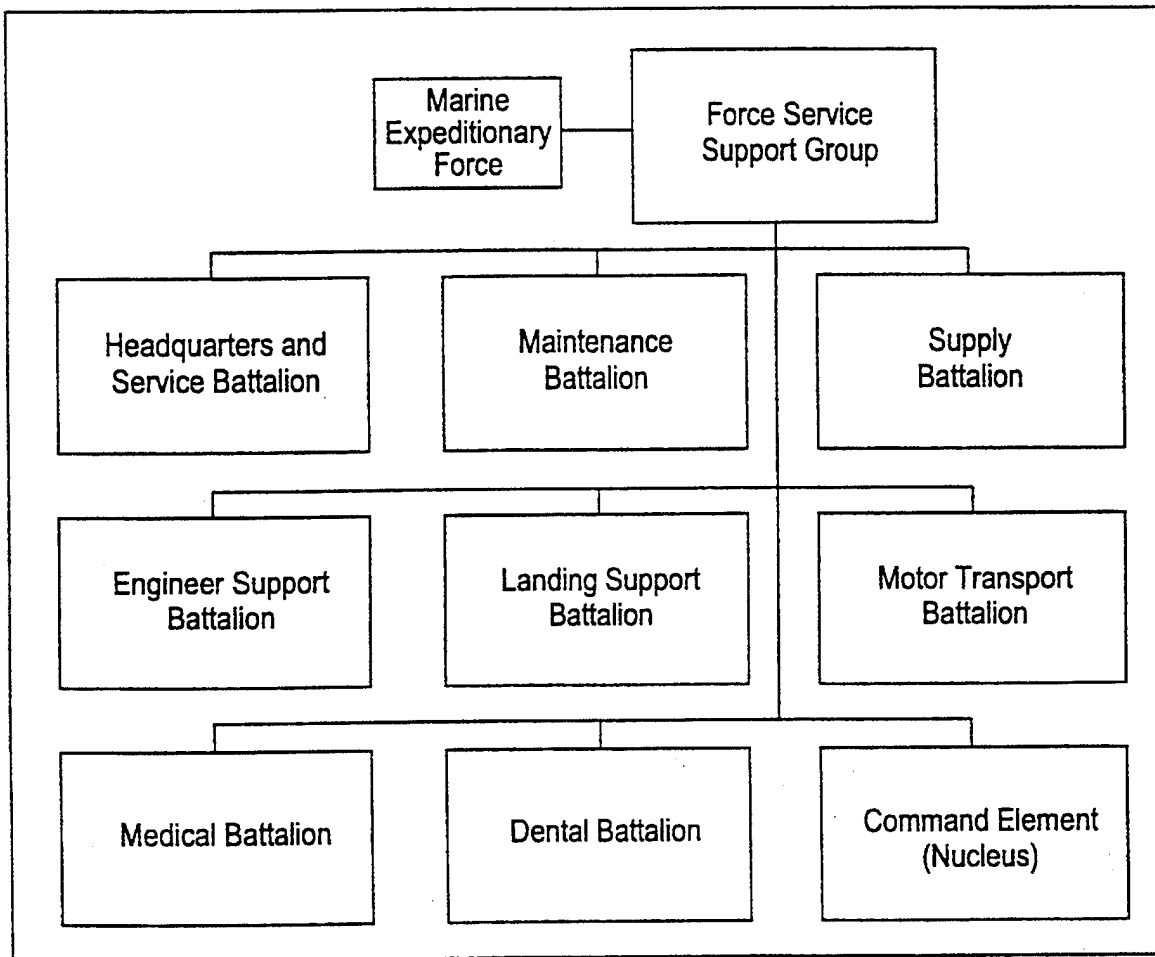 Marine
Expeditionary
Force
Force Service
Support Group
Headquarters and
Service Battalion
Maintenance
Battalion
Supply
Battalion
Engineer Support
Battalion
Landing Support
Battalion
Motor Transport
Battalion
Medical Battalion
Dental Battalion
Command Element
(Nucleus)